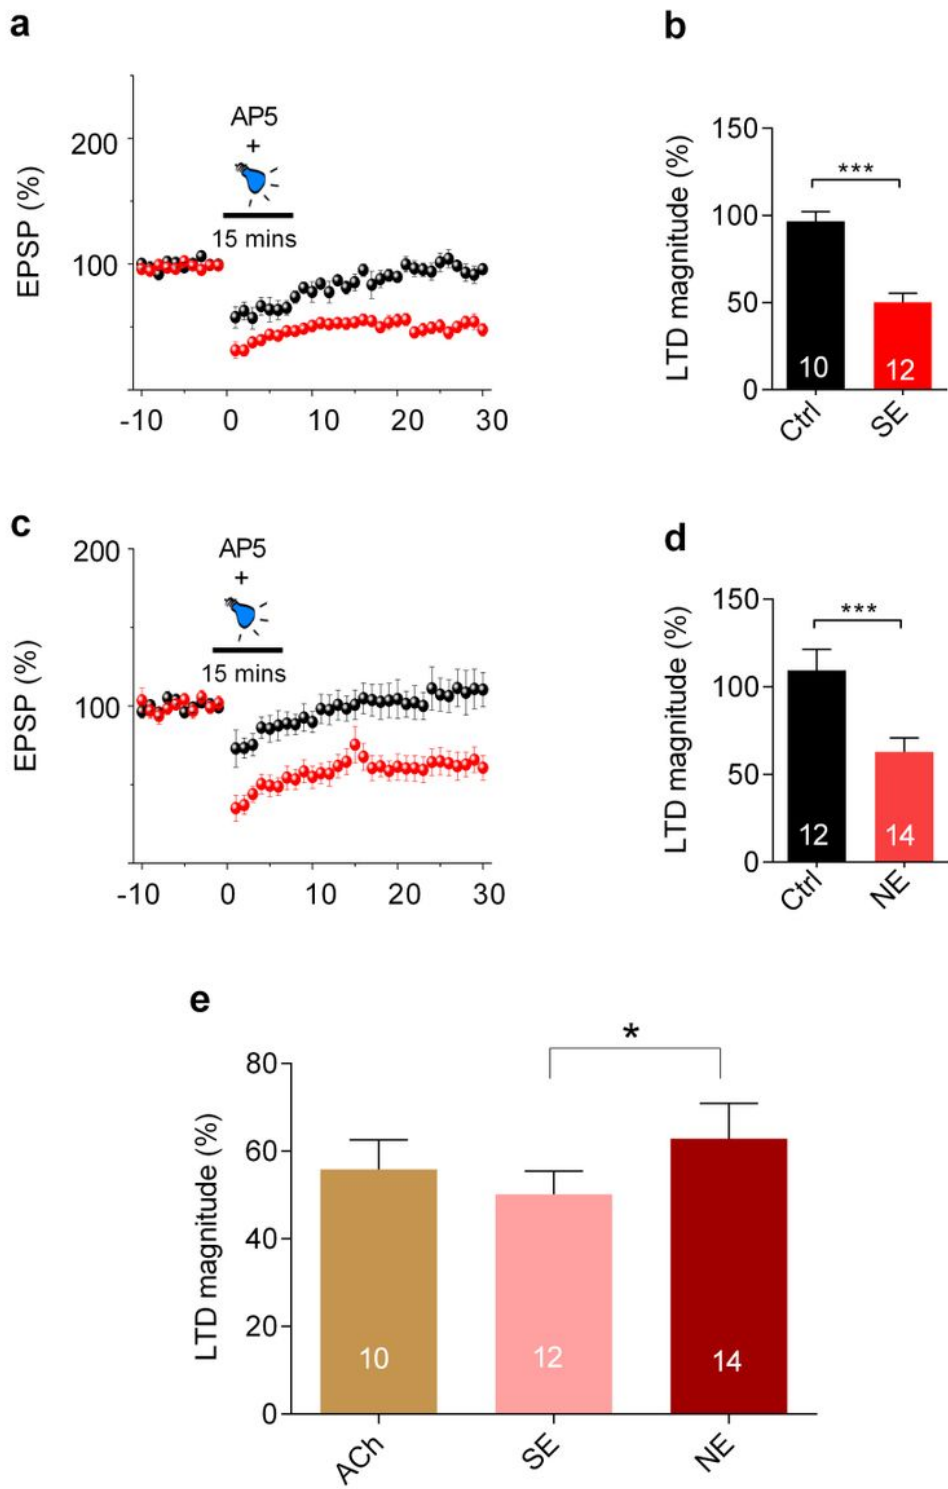 a
AP5
+
15 mins
EPSP (%)
200
100
-10 0 10 20 30
b
***
LTD magnitude (%)
150
100
50
0
10 12
Ctrl SE
c
AP5
+
15 mins
EPSP (%)
200
100
-10 0 10 20 30
d
***
LTD magnitude (%)
150
100
50
0
12 14
Ctrl NE
e
*
LTD magnitude (%)
80
60
40
20
0
10 12 14
ACh SE NE